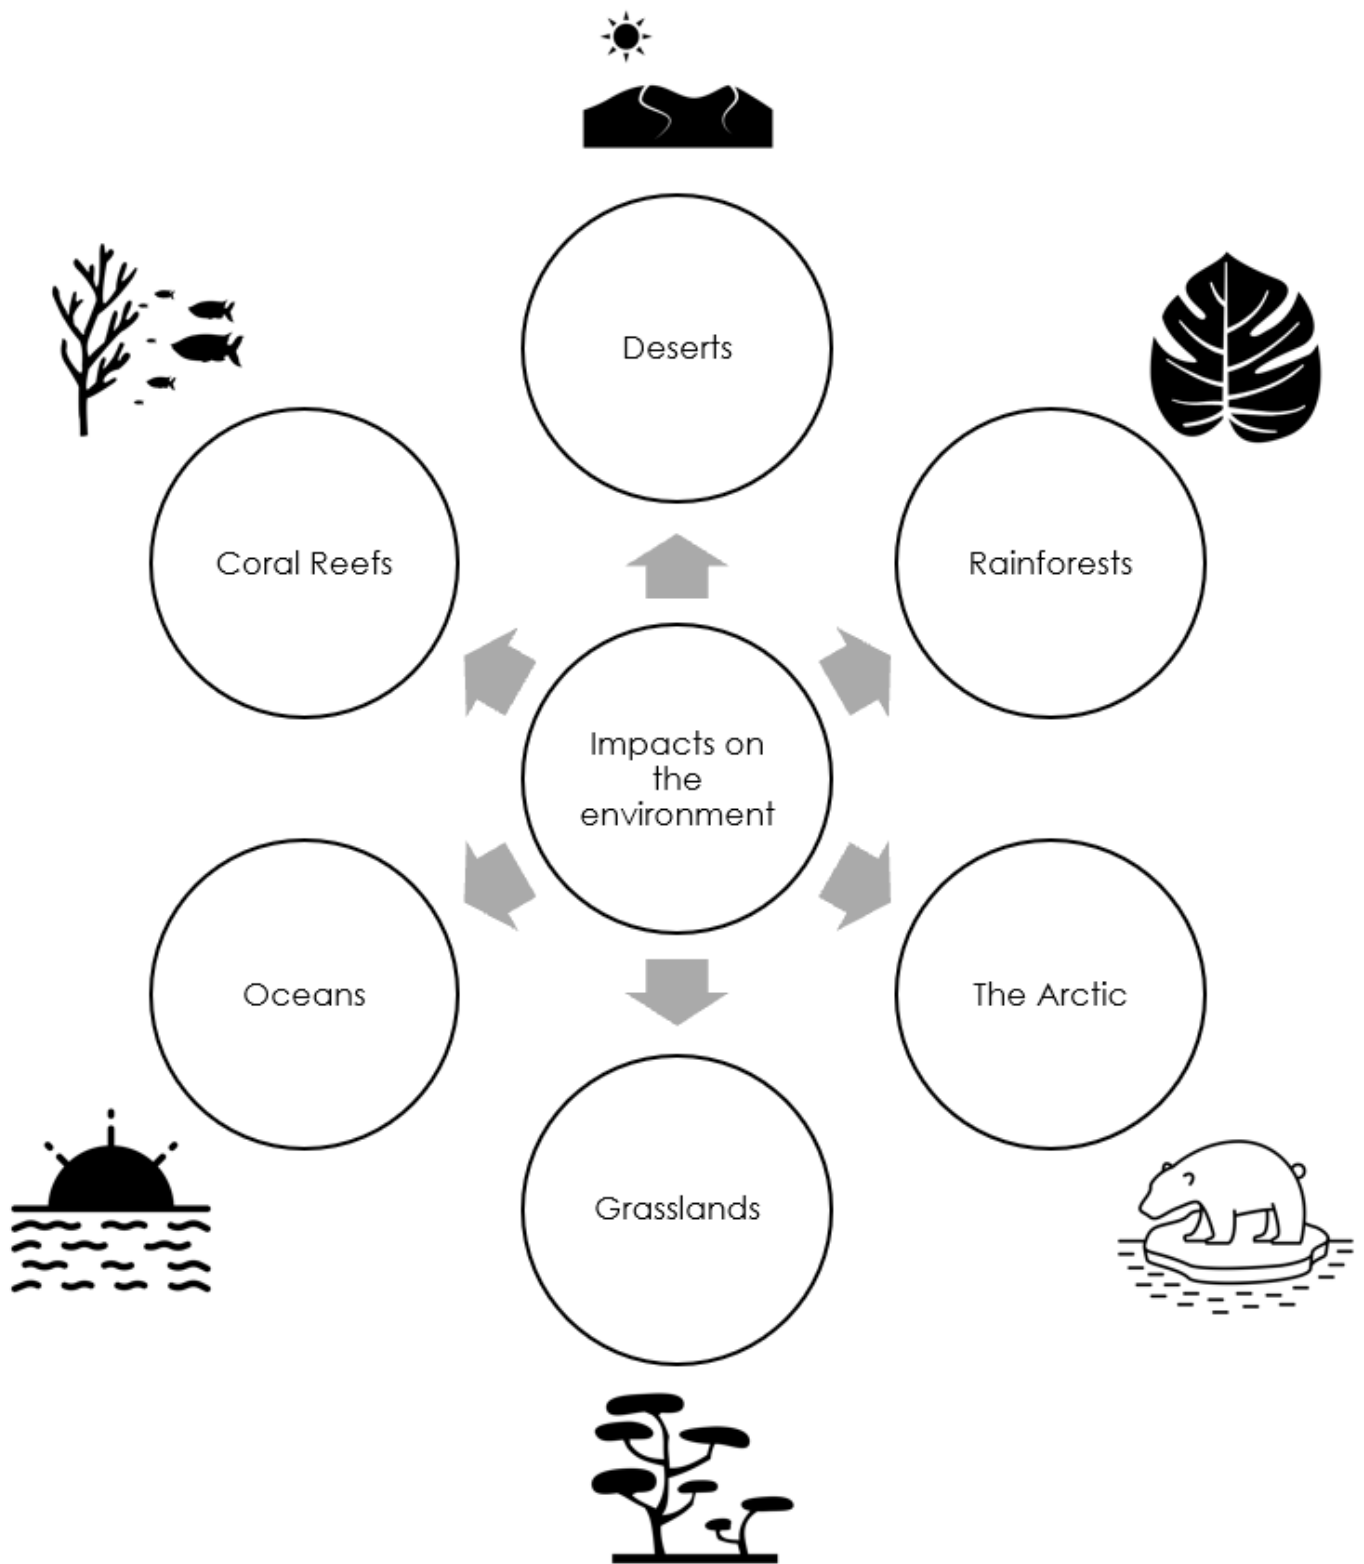 Deserts
Coral Reefs
Rainforests
Impacts on
the
environment
Oceans
The Arctic
Grasslands